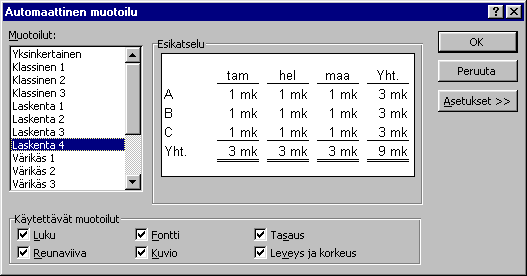 Automaattinen muotoilu
Muotoilut:
Yksinkertainen
Klassinen 1
Klassinen 2
Klassinen 3
Laskenta 1
Laskenta 2
Laskenta 3
Laskenta 4
Värikäs 1
Värikäs 2
Värikäs 3
Esikatselu
tam hel maa Yht.
A 1 mk 1 mk 1 mk 3 mk
B 1 mk 1 mk 1 mk 3 mk
C 1 mk 1 mk 1 mk 3 mk
Yht. 3 mk 3 mk 3 mk 9 mk
OK
Peruuta
Asetukset >>
Käytettävät muotoilut
Luku Fontti Tasaus
Reunaviiva Kuvio Leveys ja korkeus